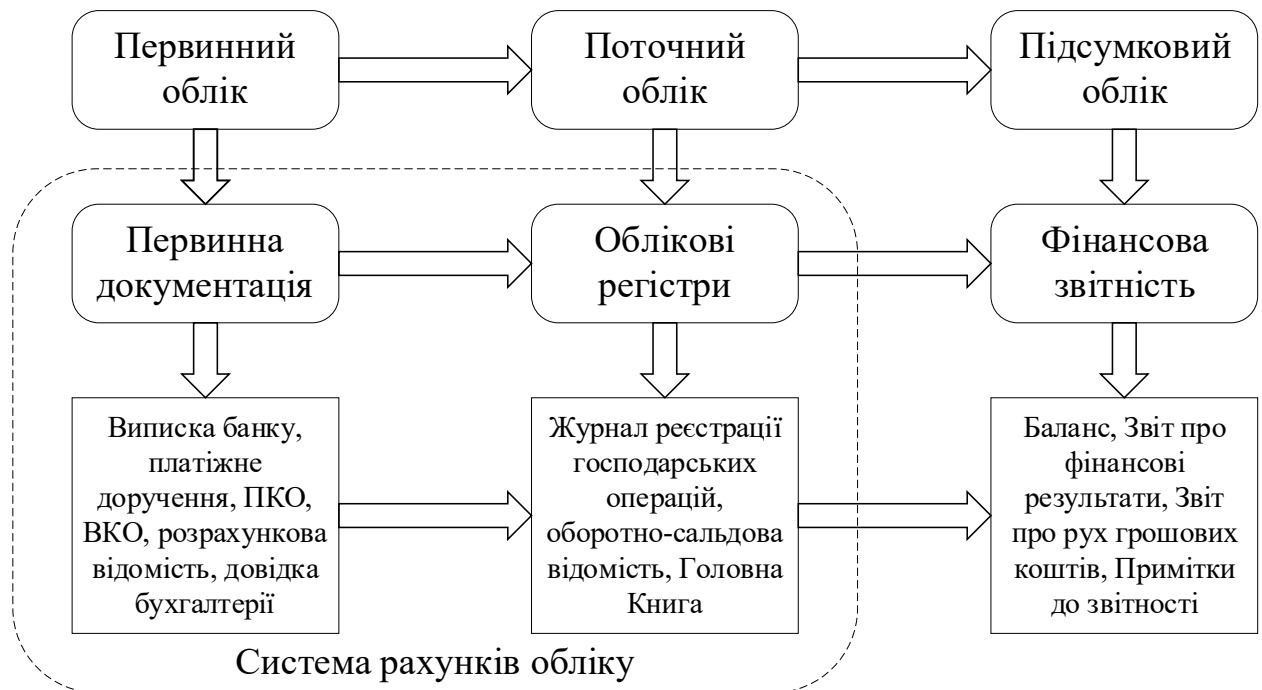 Первинний
облік
Поточний
облік
Підсумковий
облік
Первинна
документація
Облікові
регістри
Фінансова
звітність
Виписка банку,
платіжне
доручення, ПКО,
ВКО, розрахункова
відомість, довідка
бухгалтерії
Журнал реєстрації
господарських
операцій,
оборотно-сальдова
відомість, Головна
Книга
Баланс, Звіт про
фінансові
результати, Звіт
про рух грошових
коштів, Примітки
до звітності
Система рахунків обліку